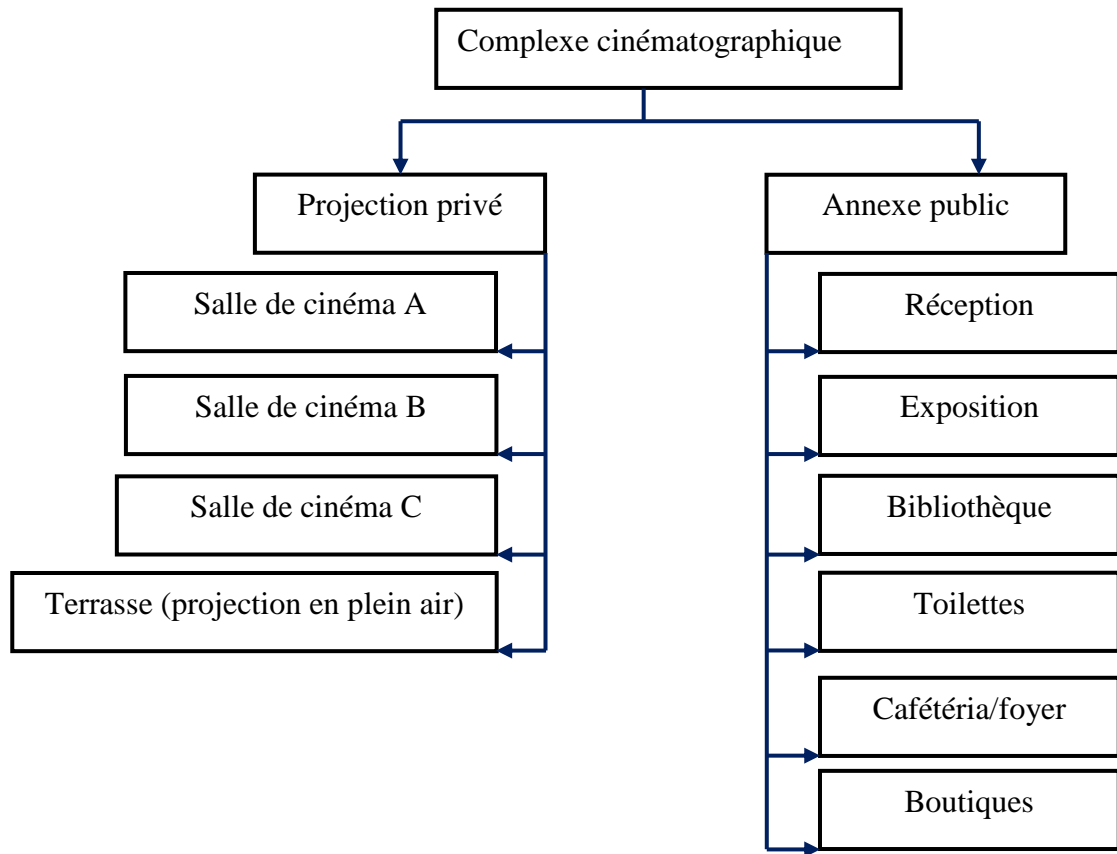 Complexe cinématographique
Projection privé
Annexe public
Salle de cinéma A
Salle de cinéma B
Salle de cinéma C
Terrasse (projection en plein air)
Réception
Exposition
Bibliothèque
Toilettes
Cafétéria/foyer
Boutiques